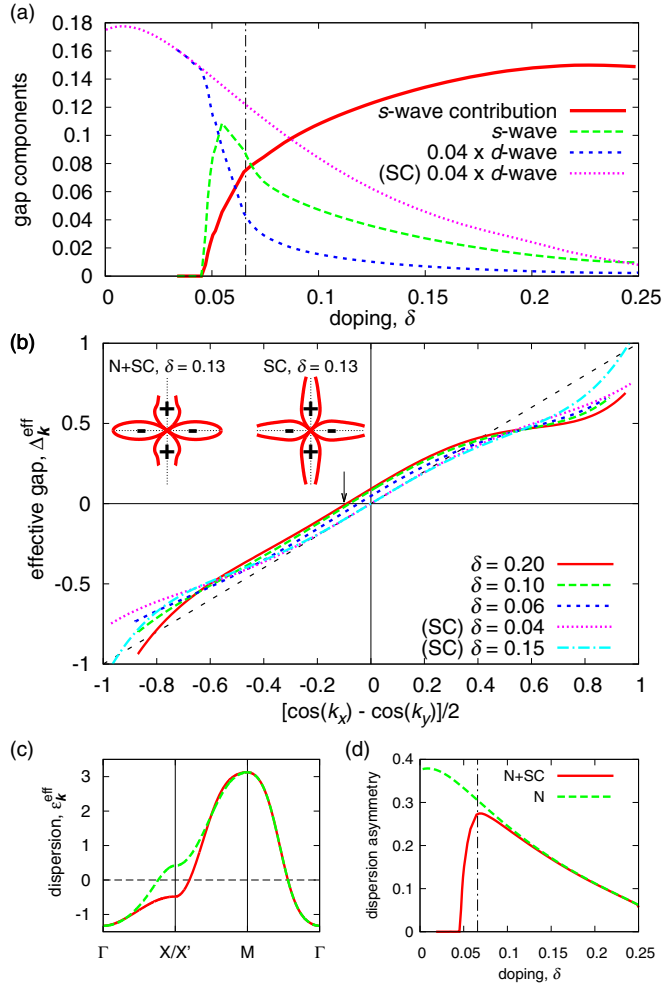 (a)
gap components
0.18
0.16
0.14
0.12
0.1
0.08
0.06
0.04
0.02
0
s-wave contribution
s-wave
0.04 x d-wave
(SC) 0.04 x d-wave
0 0.05 0.1 0.15 0.2 0.25
doping, δ
(b)
effective gap, Δₖᵉᶠᶠ
1
0.5
0
-0.5
-1
N+SC, δ = 0.13 SC, δ = 0.13
+ - - +
+ - - +
δ = 0.20
δ = 0.10
δ = 0.06
(SC) δ = 0.04
(SC) δ = 0.15
-1 -0.8 -0.6 -0.4 -0.2 0 0.2 0.4 0.6 0.8 1
[cos(kₓ) - cos(k_y)]/2
(c)
dispersion, εₖᵉᶠᶠ
3
2
1
0
-1
Γ X/X' M Γ
(d)
dispersion asymmetry
0.4
0.3
0.2
0.1
0
N+SC
N
0 0.05 0.1 0.15 0.20 0.25
doping, δ